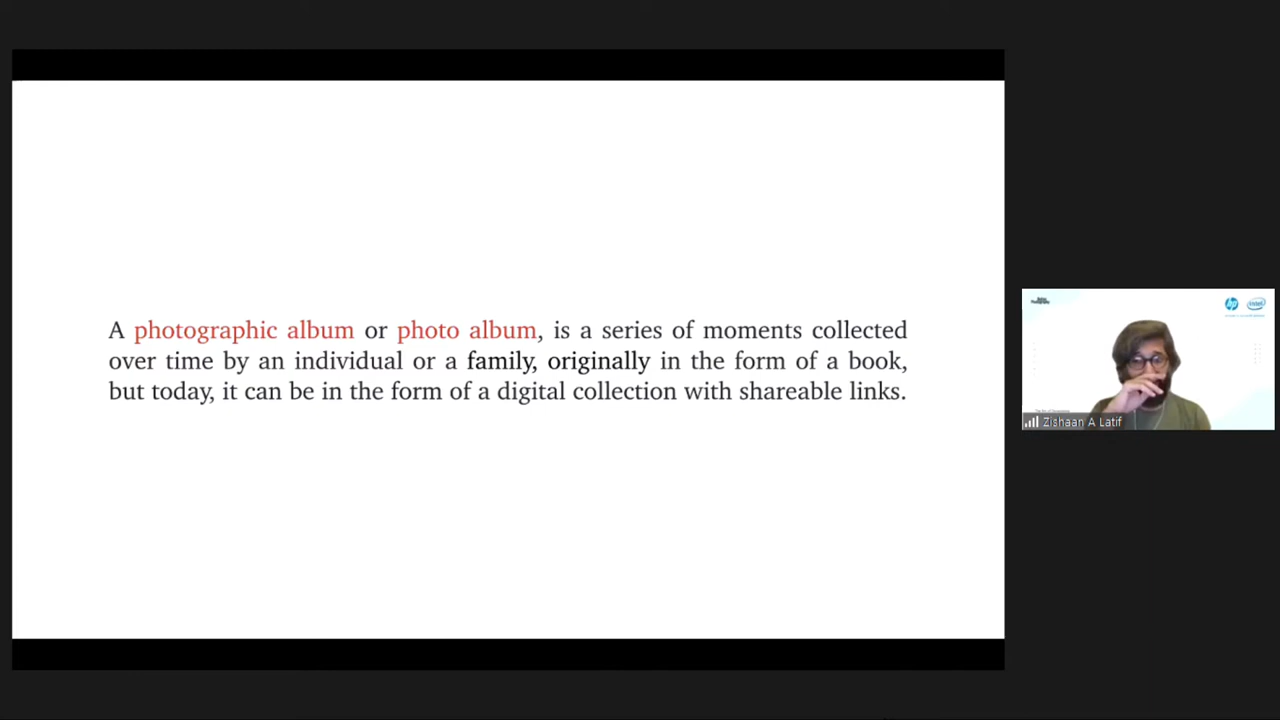 A photographic album or photo album, is a series of moments collected
over time by an individual or a family, originally in the form of a book,
but today, it can be in the form of a digital collection with shareable links.
hp
intel
Zishaan A Latif